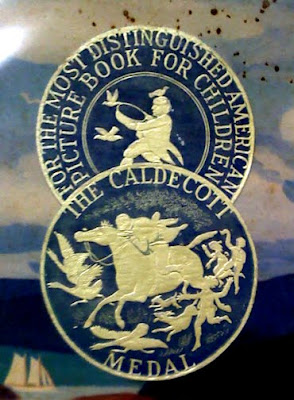 FOR THE MOST DISTINGUISHED AMERICAN
PICTURE BOOK FOR CHILDREN
THE CALDECOTT
MEDAL